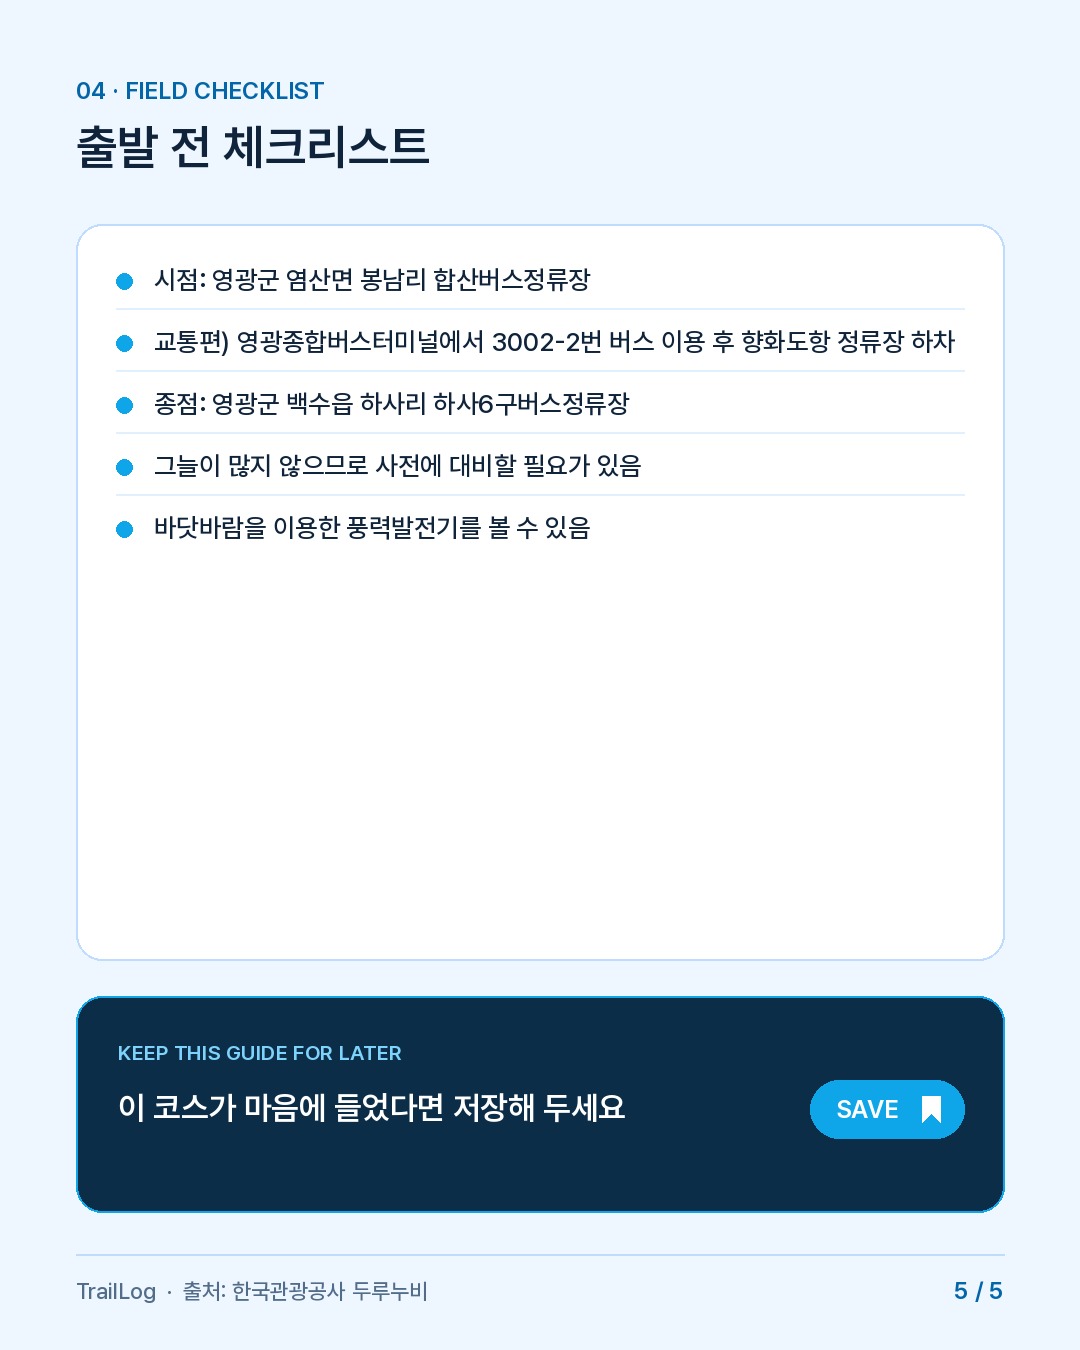 04 · FIELD CHECKLIST
출발 전 체크리스트
시점: 영광군 염산면 봉남리 합산버스정류장
교통편) 영광종합버스터미널에서 3002-2번 버스 이용 후 향화도항 정류장 하차
종점: 영광군 백수읍 하사리 하사6구버스정류장
그늘이 많지 않으므로 사전에 대비할 필요가 있음
바닷바람을 이용한 풍력발전기를 볼 수 있음
KEEP THIS GUIDE FOR LATER
이 코스가 마음에 들었다면 저장해 두세요
SAVE
TrailLog · 출처: 한국관광공사 두루누비
5 / 5